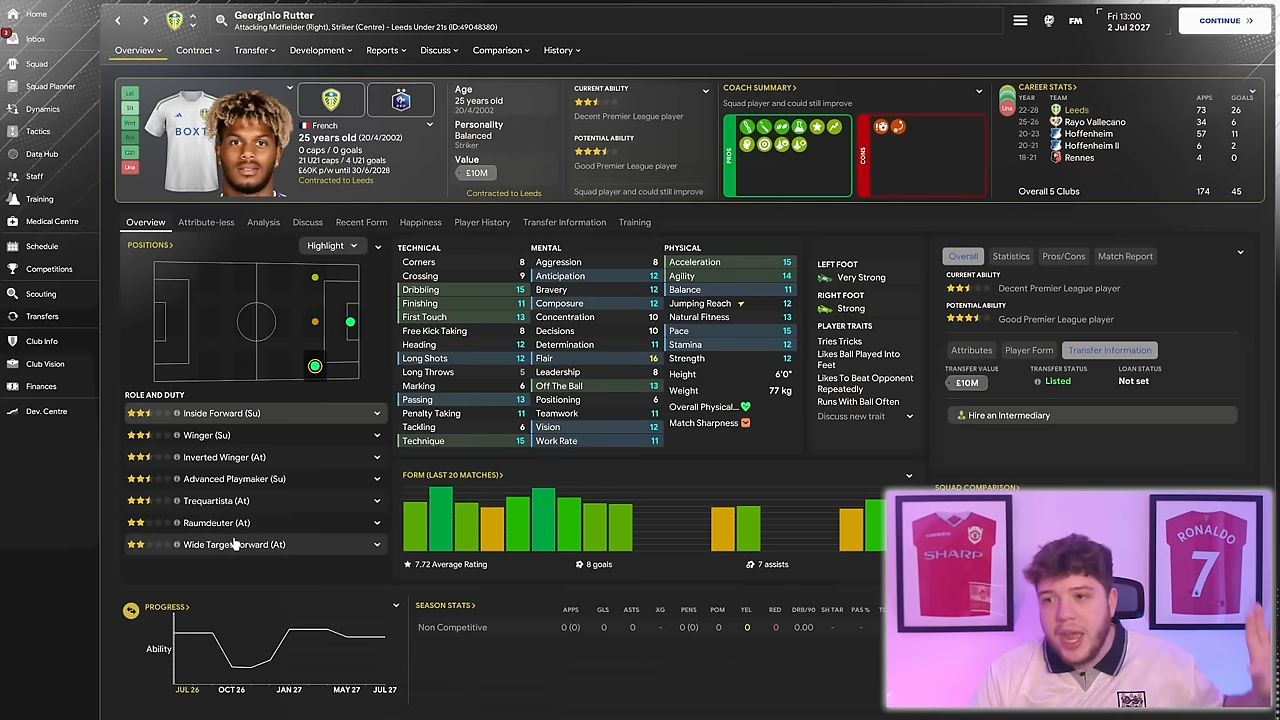 Home
Georginio Rutter
Attacking Midfielder (Right), Striker (Centre) - Leeds United
FM
Fri 13:00
2 Jul 2027
CONTINUE
3
Inbox
Squad
Squad Planner
Dynamics
Tactics
Data Hub
Staff
Training
Medical Centre
Schedule
Competitions
Scouting
Transfers
Club Info
Club Vision
Finances
Dev. Centre
Overview
Contract
Transfer
Development
Reports
Discuss
Comparison
History
Lst
Slt
Wnt
Bid
O21
Una
BOXT
French
25 years old (20/4/2002)
0 caps / 0 goals
21 U21 caps / 4 U21 goals
£60K p/w until 30/6/2028
Contracted to Leeds
Age
25 years old
20/4/2002
Personality
Balanced
Striker
Value
£10M
Contracted to Leeds
CURRENT ABILITY
Decent Premier League player
POTENTIAL ABILITY
Good Premier League player
Squad player and could still improve
COACH SUMMARY>
Squad player and could still improve
PROS
CONS
CAREER STATS>
YEAR TEAM APPS GOALS
22-28 Leeds 73 26
25-26 Rayo Vallecano 34 6
20-23 Hoffenheim 57 11
20-21 Hoffenheim II 6 2
18-21 Rennes 4 0
Overall 5 Clubs 174 45
Overview Attribute-less Analysis Discuss Recent Form Happiness Player History Transfer Information Training
POSITIONS>
Highlight
ROLE AND DUTY
Inside Forward (Su)
Winger (Su)
Inverted Winger (At)
Advanced Playmaker (Su)
Trequartista (At)
Raumdeuter (At)
Wide Target Forward (At)
TECHNICAL
Corners 8
Crossing 9
Dribbling 15
Finishing 11
First Touch 13
Free Kick Taking 8
Heading 12
Long Shots 12
Long Throws 5
Marking 6
Passing 13
Penalty Taking 11
Tackling 6
Technique 15
MENTAL
Aggression 8
Anticipation 12
Bravery 12
Composure 12
Concentration 10
Decisions 10
Determination 11
Flair 16
Leadership 8
Off The Ball 13
Positioning 6
Teamwork 11
Vision 12
Work Rate 11
PHYSICAL
Acceleration 15
Agility 14
Balance 11
Jumping Reach 12
Natural Fitness 13
Pace 15
Stamina 12
Strength 12
Height 6'0"
Weight 77 kg
Overall Physical...
Match Sharpness
LEFT FOOT
Very Strong
RIGHT FOOT
Strong
PLAYER TRAITS
Tries Tricks
Likes Ball Played Into
Feet
Likes To Beat Opponent
Repeatedly
Runs With Ball Often
Discuss new trait
Overall Statistics Pros/Cons Match Report
CURRENT ABILITY
Decent Premier League player
POTENTIAL ABILITY
Good Premier League player
Attributes Player Form Transfer Information
TRANSFER VALUE TRANSFER STATUS LOAN STATUS
£10M Listed Not set
Hire an Intermediary
FORM (LAST 20 MATCHES)>
7.72 Average Rating
8 goals
7 assists
SQUAD COMPARISON>
PROGRESS>
Ability
JUL 26 OCT 26 JAN 27 MAY 27 JUL 27
SEASON STATS>
APPS GLS ASTS XG PENS POM YEL RED DRB/90 SH TAR PAS %
Non Competitive 0 (0) 0 0 - 0 (0) 0 0 0 0.00 - -
SHARP
RONALDO
7